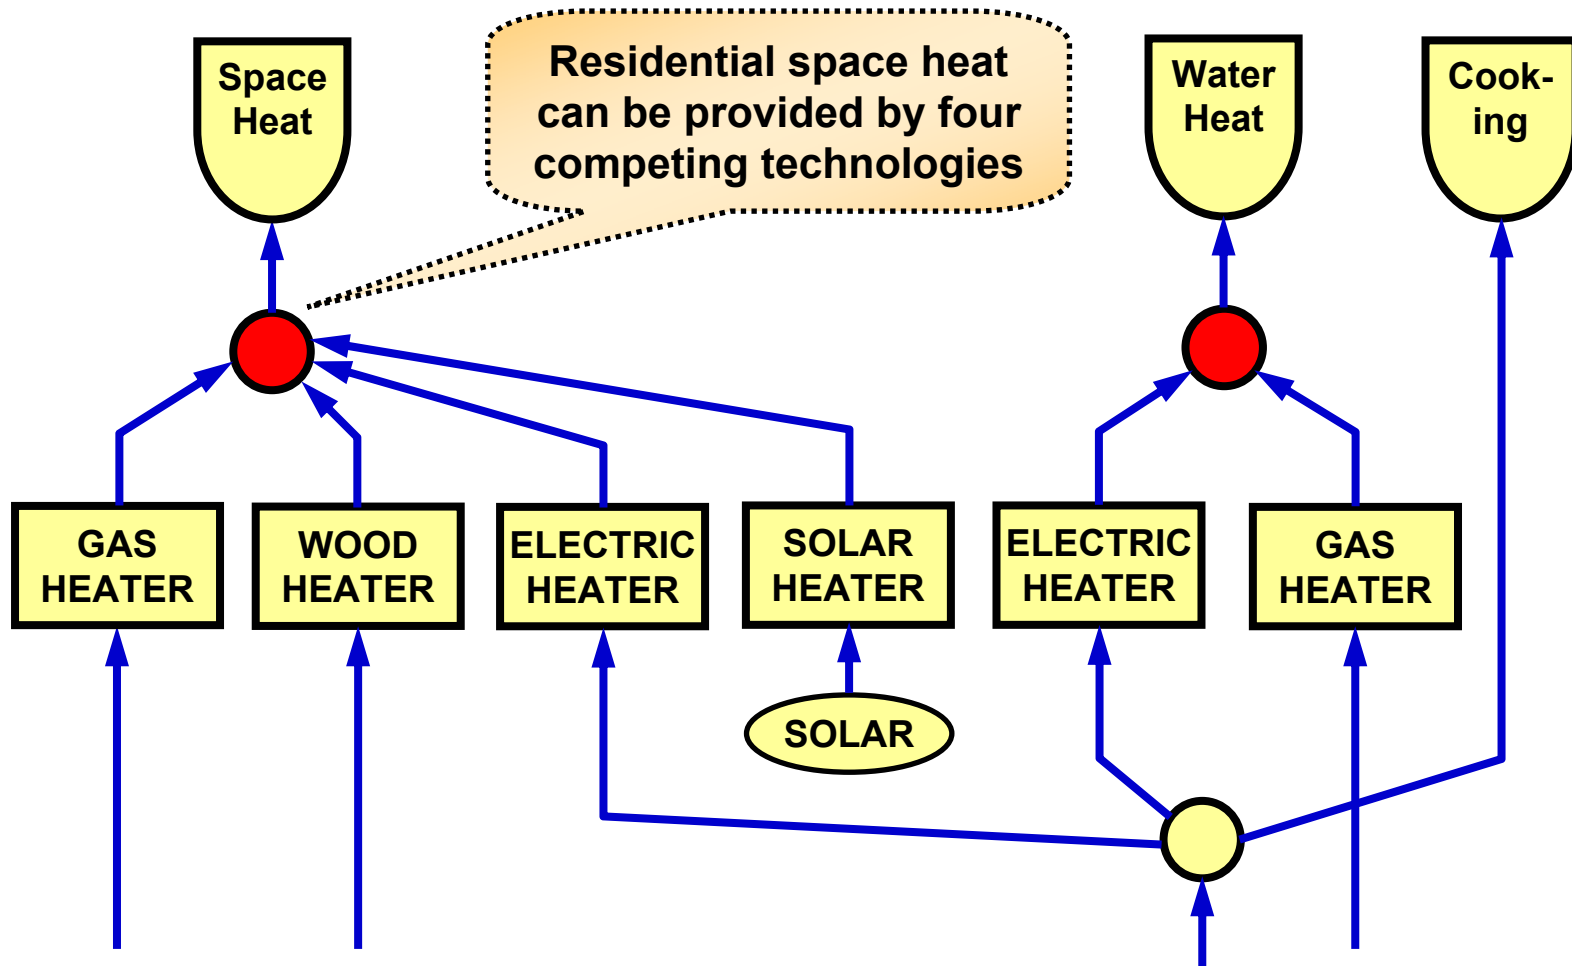 Space
Heat
Residential space heat
can be provided by four
competing technologies
Water
Heat
Cook-
ing
GAS
HEATER
WOOD
HEATER
ELECTRIC
HEATER
SOLAR
HEATER
ELECTRIC
HEATER
GAS
HEATER
SOLAR